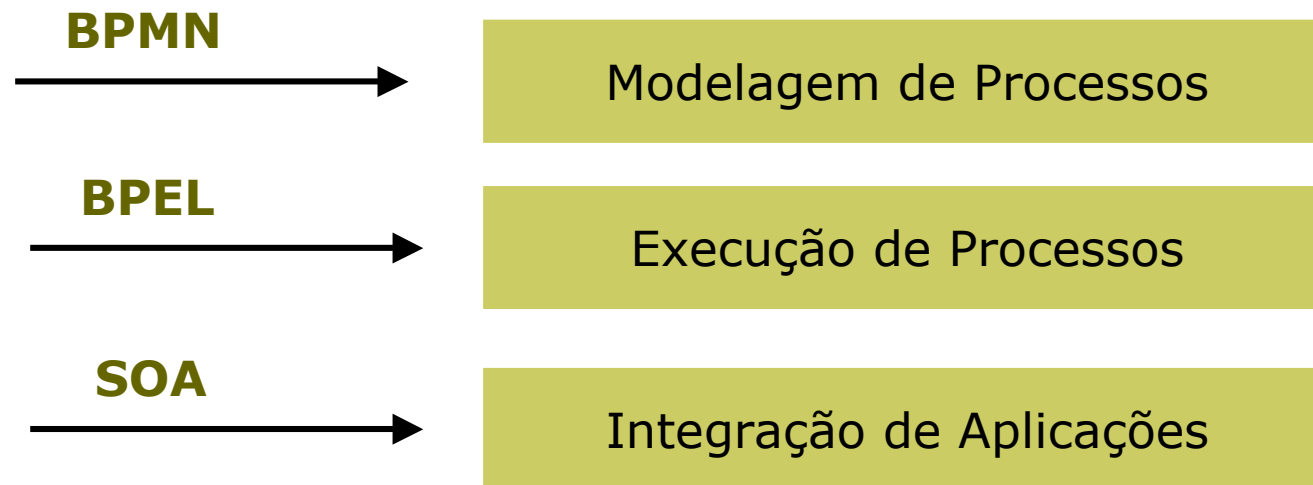 BPMN
Modelagem de Processos
BPEL
Execução de Processos
SOA
Integração de Aplicações